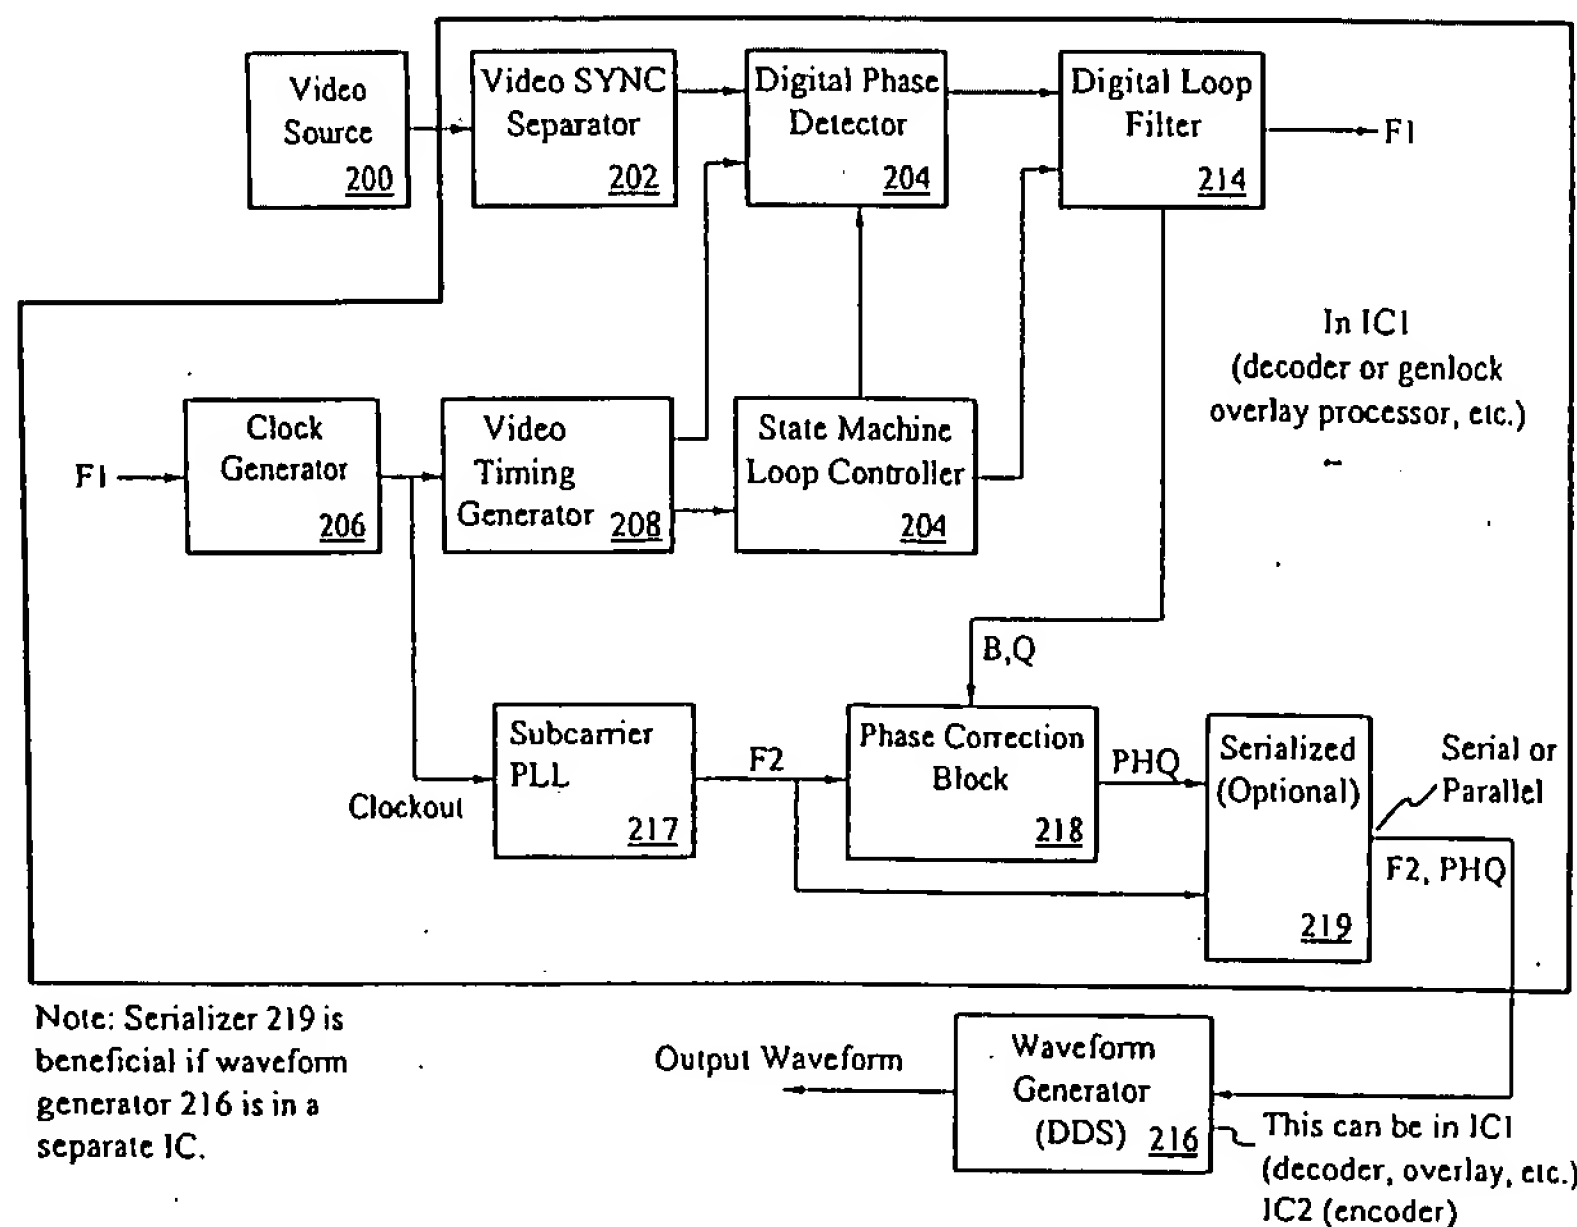 Video
Source
200
Video SYNC
Separator
202
Digital Phase
Detector
204
Digital Loop
Filter
214
F1
In IC1
(decoder or genlock
overlay processor, etc.)
F1
Clock
Generator
206
Video
Timing
Generator 208
State Machine
Loop Controller
204
B,Q
Clockout
Subcarrier
PLL
217
F2
Phase Correction
Block
218
PHQ
Serialized
(Optional)
219
Serial or
Parallel
F2, PHQ
Note: Serializer 219 is
beneficial if waveform
generator 216 is in a
separate IC.
Output Waveform
Waveform
Generator
(DDS) 216
This can be in IC1
(decoder, overlay, etc.)
IC2 (encoder)